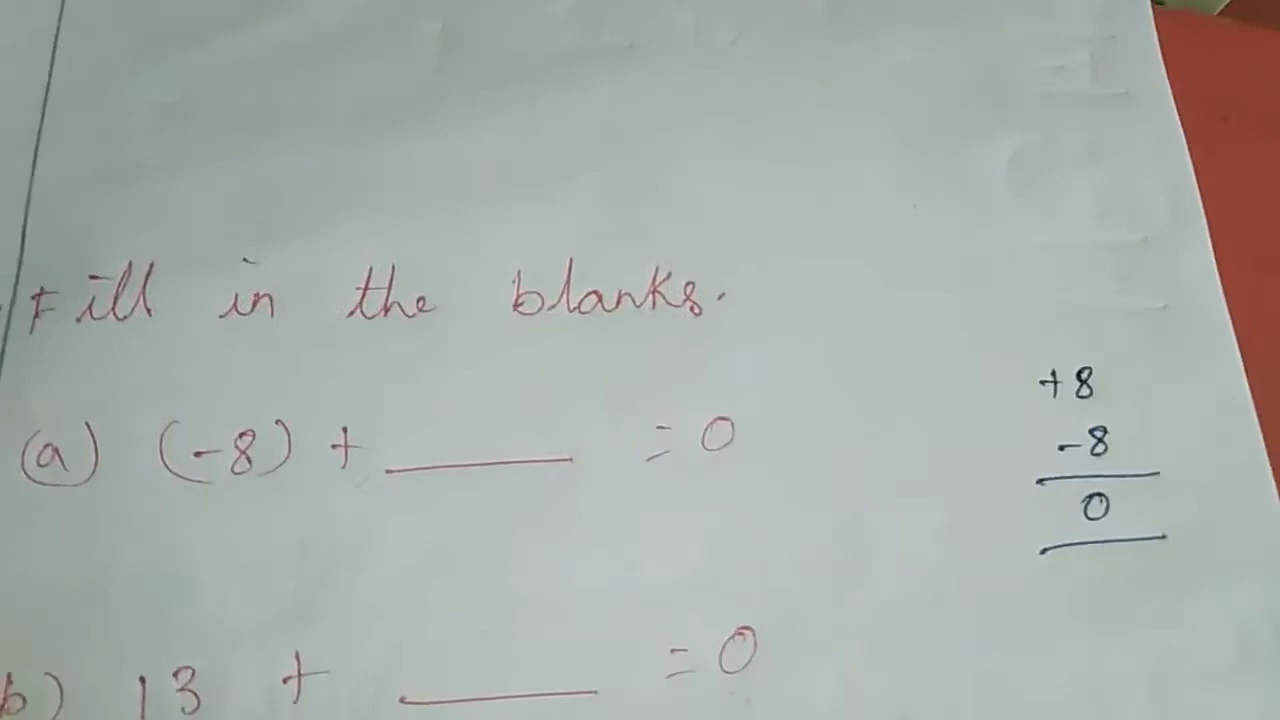 Fill in the blanks.
(a) (-8) + ______ = 0
+8
-8
0
b) 13 + ______ = 0